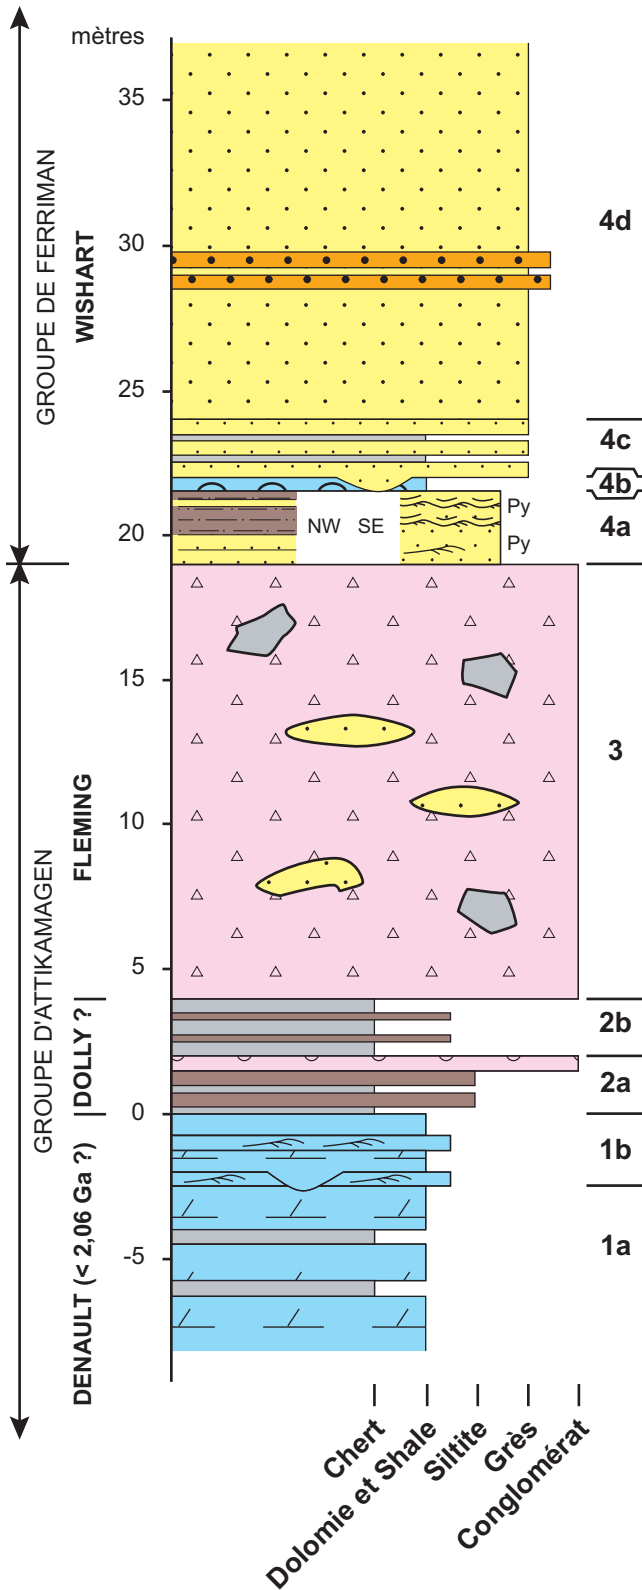 mètres
35
30
25
20
15
10
5
0
-5
GROUPE DE FERRIMAN
WISHART
GROUPE D'ATTIKAMAGEN
FLEMING
DOLLY ?
DENAULT (< 2,06 Ga ?)
NW SE
Py
Py
4d
4c
4b
4a
3
2b
2a
1b
1a
Chert
Dolomie et Shale
Siltite
Grès
Conglomérat